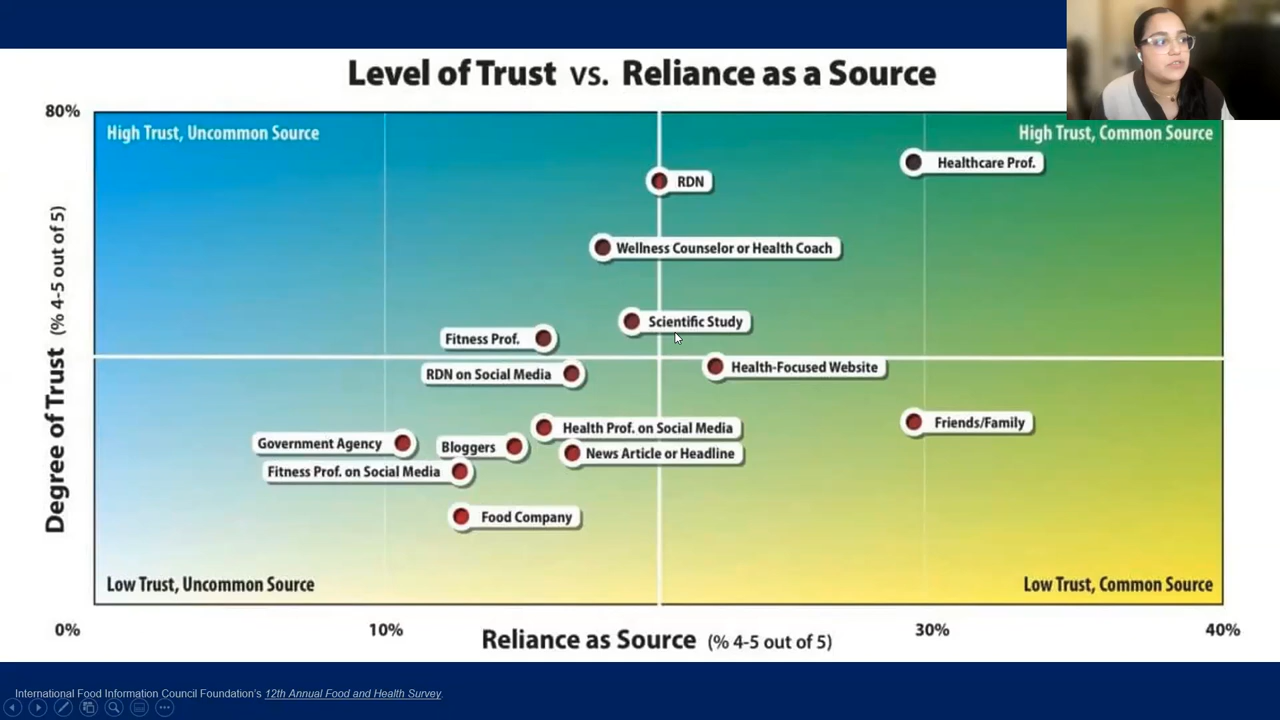 Level of Trust vs. Reliance as a Source
80%
High Trust, Uncommon Source
High Trust, Common Source
Healthcare Prof.
RDN
Wellness Counselor or Health Coach
Scientific Study
Fitness Prof.
Health-Focused Website
RDN on Social Media
Friends/Family
Health Prof. on Social Media
Government Agency
Bloggers
News Article or Headline
Fitness Prof. on Social Media
Food Company
Degree of Trust (% 4-5 out of 5)
Low Trust, Uncommon Source
Low Trust, Common Source
0%
10%
30%
40%
Reliance as Source (% 4-5 out of 5)
International Food Information Council Foundation's 12th Annual Food and Health Survey.